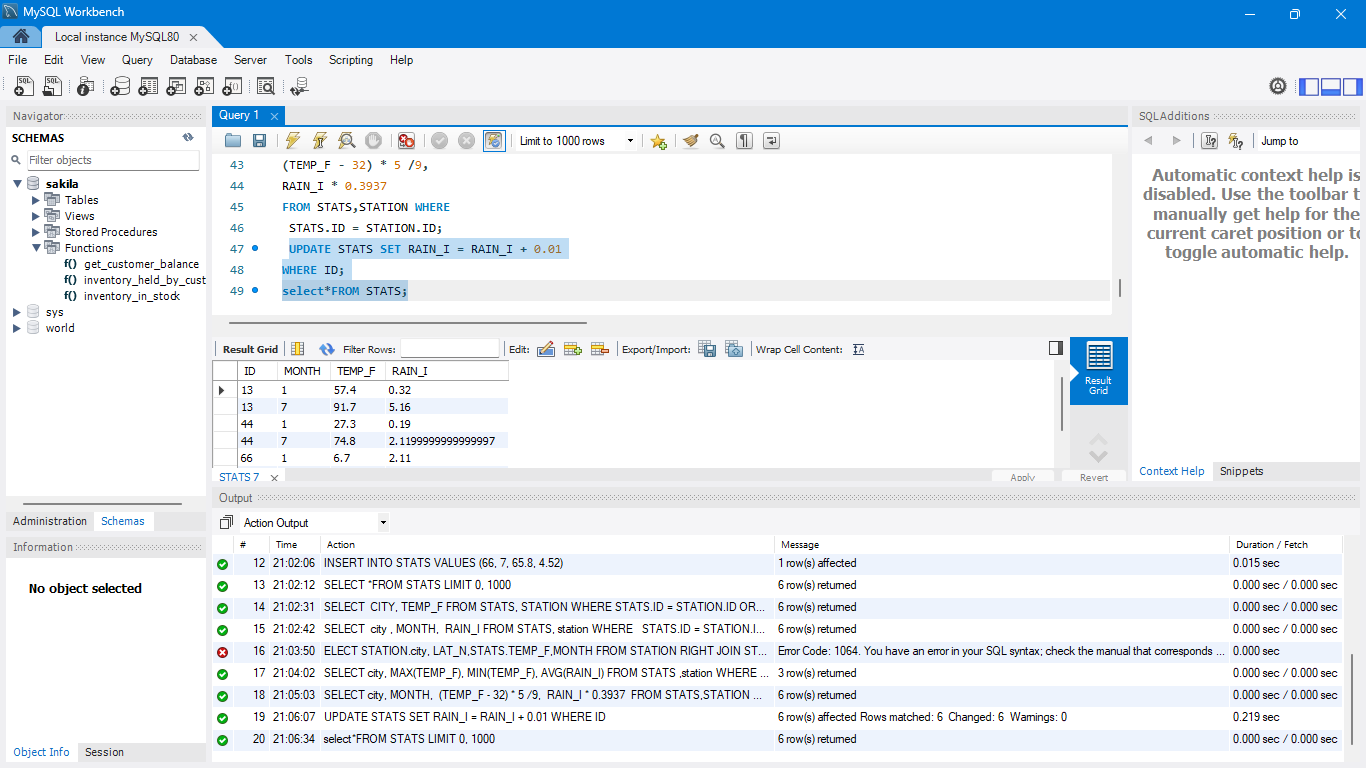 MySQL Workbench
Local instance MySQL80
File Edit View Query Database Server Tools Scripting Help
Navigator
SCHEMAS
Filter objects
sakila
Tables
Views
Stored Procedures
Functions
f() get_customer_balance
f() inventory_held_by_cust
f() inventory_in_stock
sys
world
Administration Schemas
Information
No object selected
Object Info Session
Query 1
Limit to 1000 rows
43 (TEMP_F - 32) * 5 /9,
44 RAIN_I * 0.3937
45 FROM STATS,STATION WHERE
46 STATS.ID = STATION.ID;
47 UPDATE STATS SET RAIN_I = RAIN_I + 0.01
48 WHERE ID;
49 select*FROM STATS;
Result Grid Filter Rows: Edit: Export/Import: Wrap Cell Content:
ID MONTH TEMP_F RAIN_I
13 1 57.4 0.32
13 7 91.7 5.16
44 1 27.3 0.19
44 7 74.8 2.1199999999999997
66 1 6.7 2.11
Result
Grid
STATS 7 Apply Revert
SQLAdditions
Jump to
Automatic context help is
disabled. Use the toolbar t
manually get help for the
current caret position or to
toggle automatic help.
Context Help Snippets
Output
Action Output
# Time Action Message Duration / Fetch
12 21:02:06 INSERT INTO STATS VALUES (66, 7, 65.8, 4.52) 1 row(s) affected 0.015 sec
13 21:02:12 SELECT *FROM STATS LIMIT 0, 1000 6 row(s) returned 0.000 sec / 0.000 sec
14 21:02:31 SELECT CITY, TEMP_F FROM STATS, STATION WHERE STATS.ID = STATION.ID OR... 6 row(s) returned 0.000 sec / 0.000 sec
15 21:02:42 SELECT city , MONTH, RAIN_I FROM STATS, station WHERE STATS.ID = STATION.I... 6 row(s) returned 0.000 sec / 0.000 sec
16 21:03:50 ELECT STATION.city, LAT_N,STATS.TEMP_F,MONTH FROM STATION RIGHT JOIN ST... Error Code: 1064. You have an error in your SQL syntax; check the manual that corresponds ... 0.000 sec
17 21:04:02 SELECT city, MAX(TEMP_F), MIN(TEMP_F), AVG(RAIN_I) FROM STATS ,station WHERE ... 3 row(s) returned 0.000 sec / 0.000 sec
18 21:05:03 SELECT city, MONTH, (TEMP_F - 32) * 5 /9, RAIN_I * 0.3937 FROM STATS,STATION ... 6 row(s) returned 0.000 sec / 0.000 sec
19 21:06:07 UPDATE STATS SET RAIN_I = RAIN_I + 0.01 WHERE ID 6 row(s) affected Rows matched: 6 Changed: 6 Warnings: 0 0.219 sec
20 21:06:34 select*FROM STATS LIMIT 0, 1000 6 row(s) returned 0.000 sec / 0.000 sec